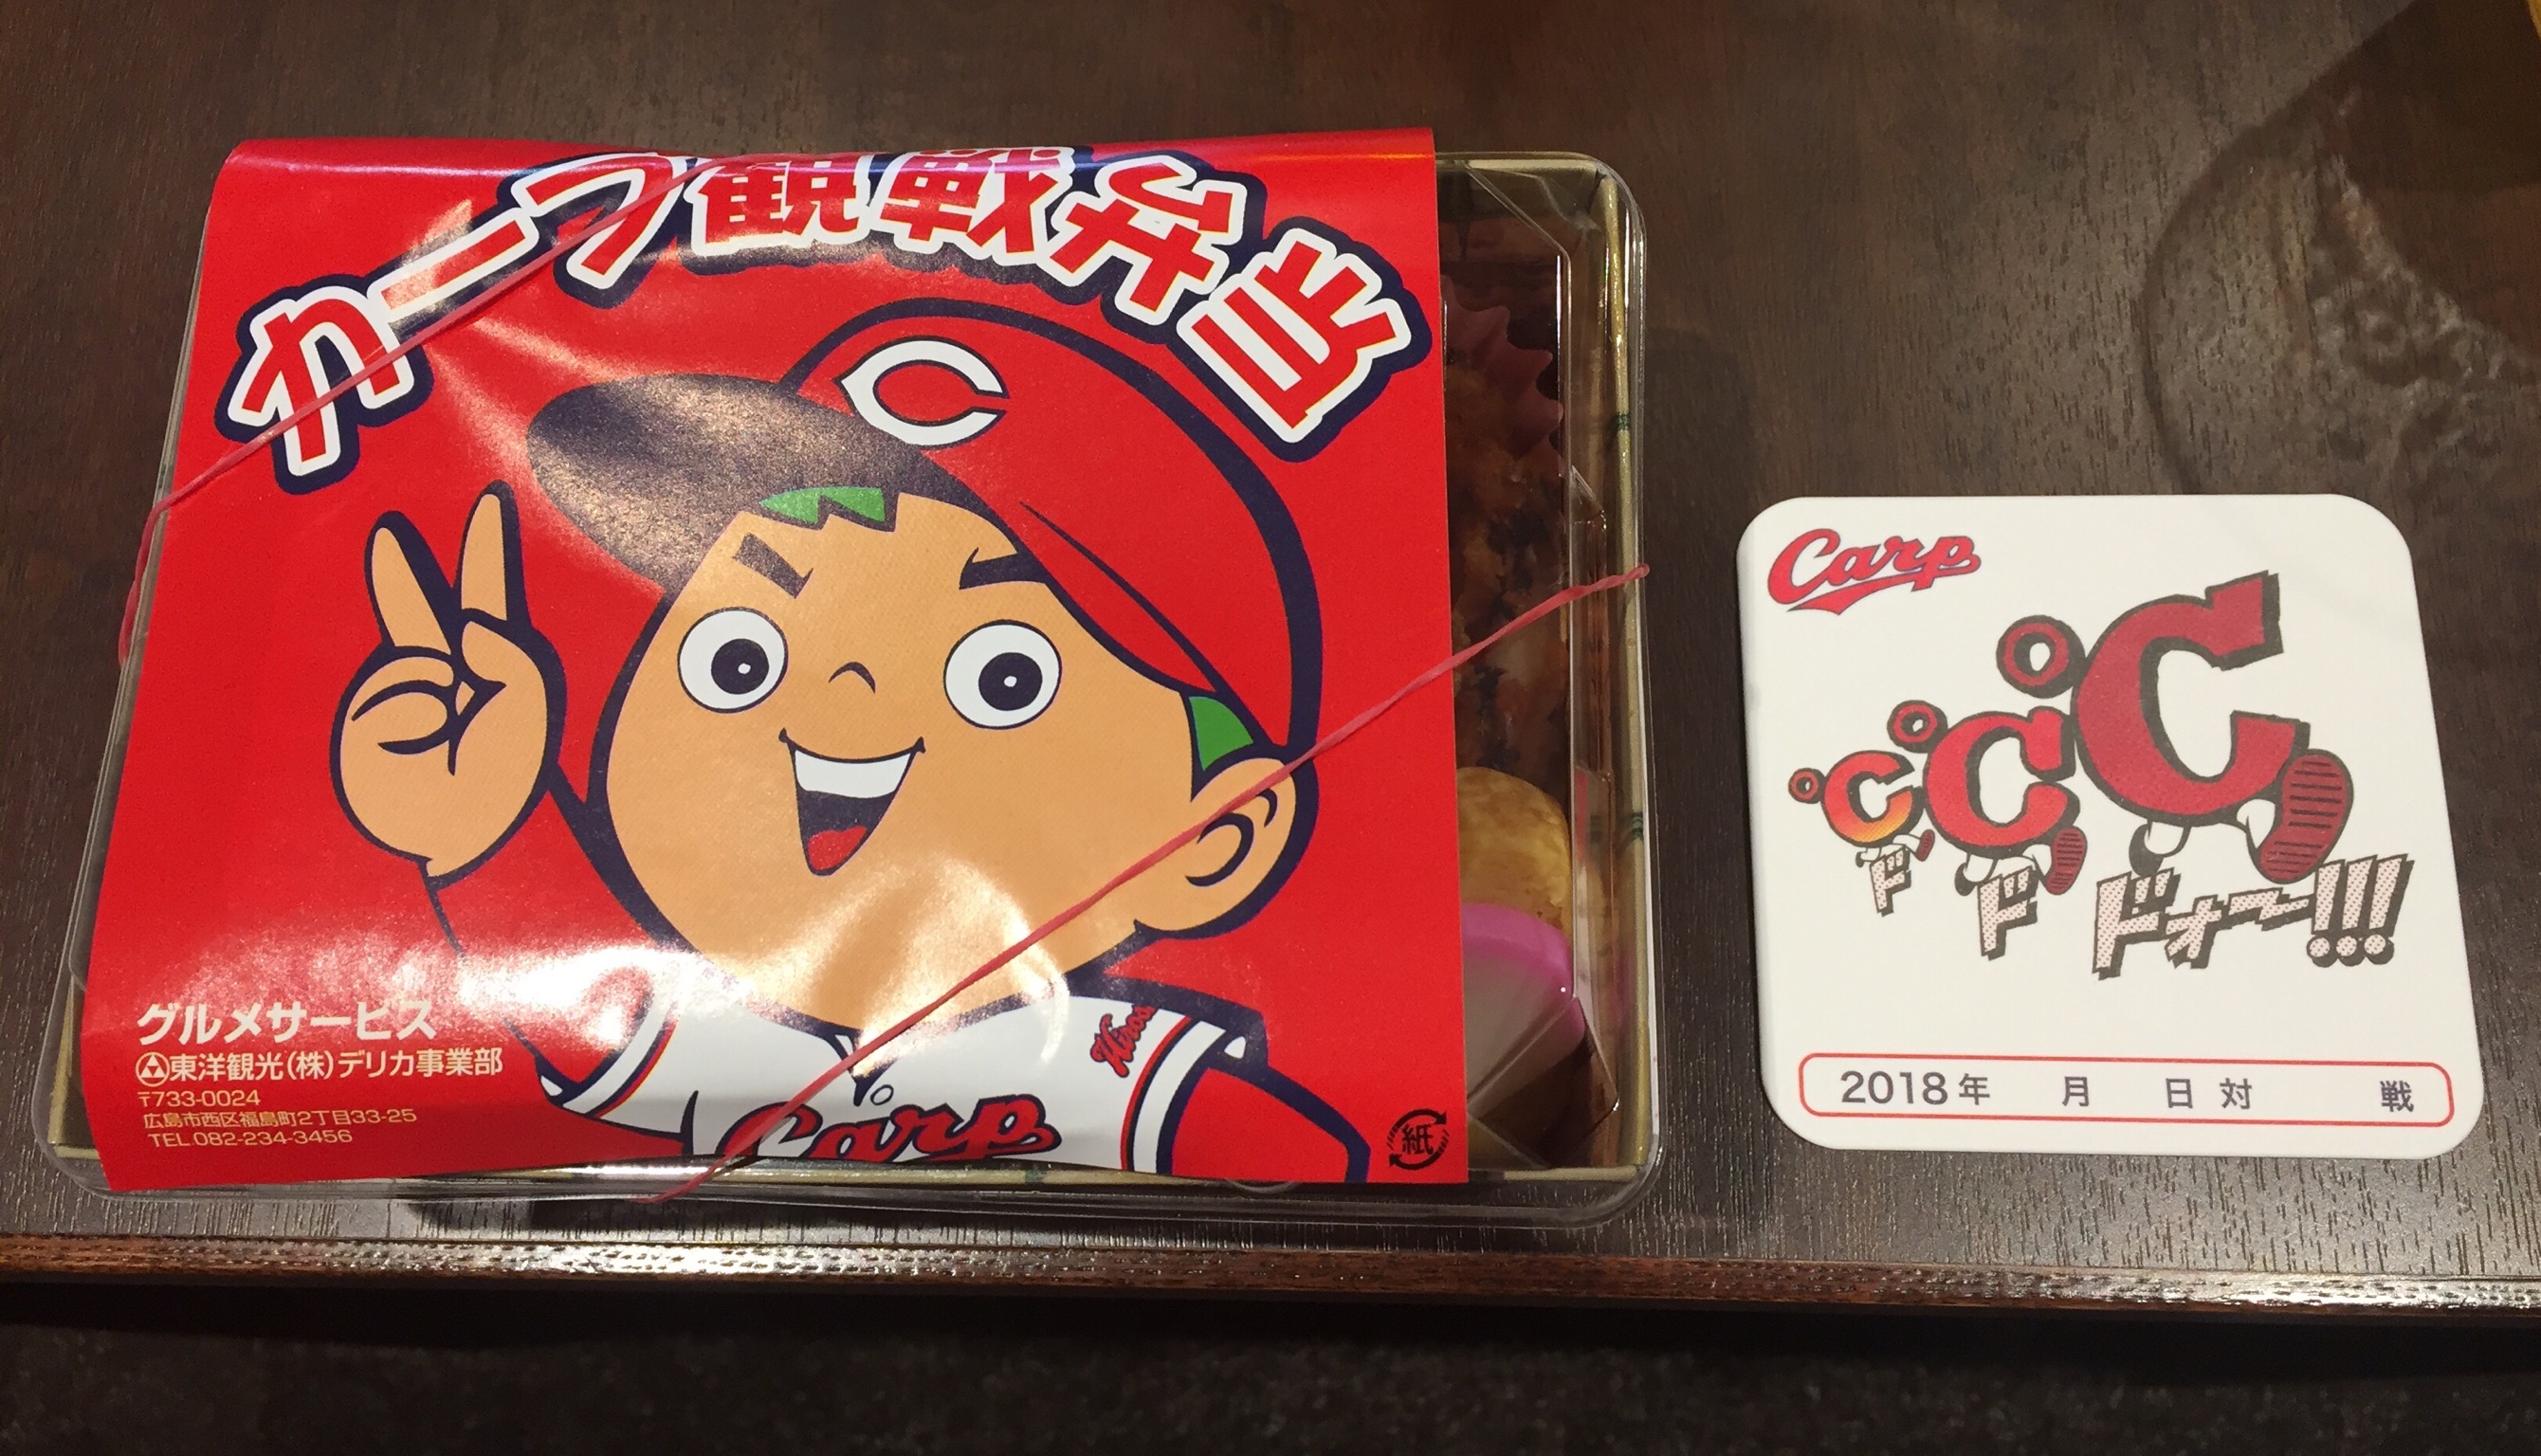 カープ観戦弁当
C
Hiros
Carp
グルメサービス
東洋観光(株)デリカ事業部
〒733-0024
広島市西区福島町2丁目33-25
TEL.082-234-3456
紙
Carp
℃℃℃
ドドドォ〜!!!
2018年 月 日 対 戦